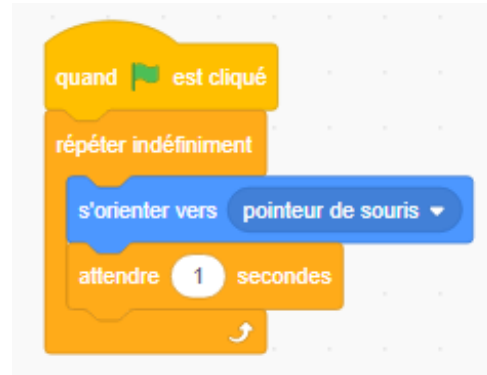 quand est cliqué
répéter indéfiniment
s'orienter vers pointeur de souris
attendre 1 secondes